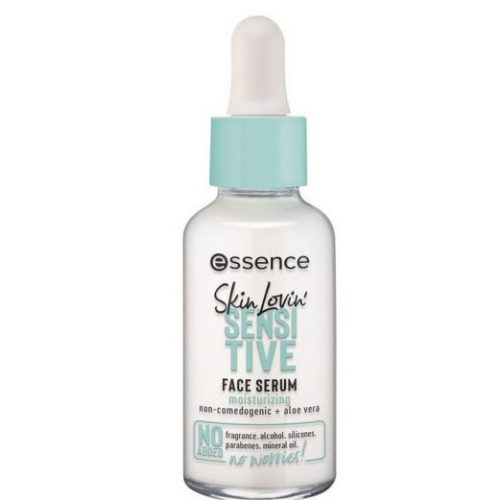 essence
Skin Lovin'
SENSI
TIVE
FACE SERUM
moisturizing
non-comedogenic + aloe vera
NO
ADDED
fragrance. alcohol. silicones.
parabenes. mineral oil.
no worries!